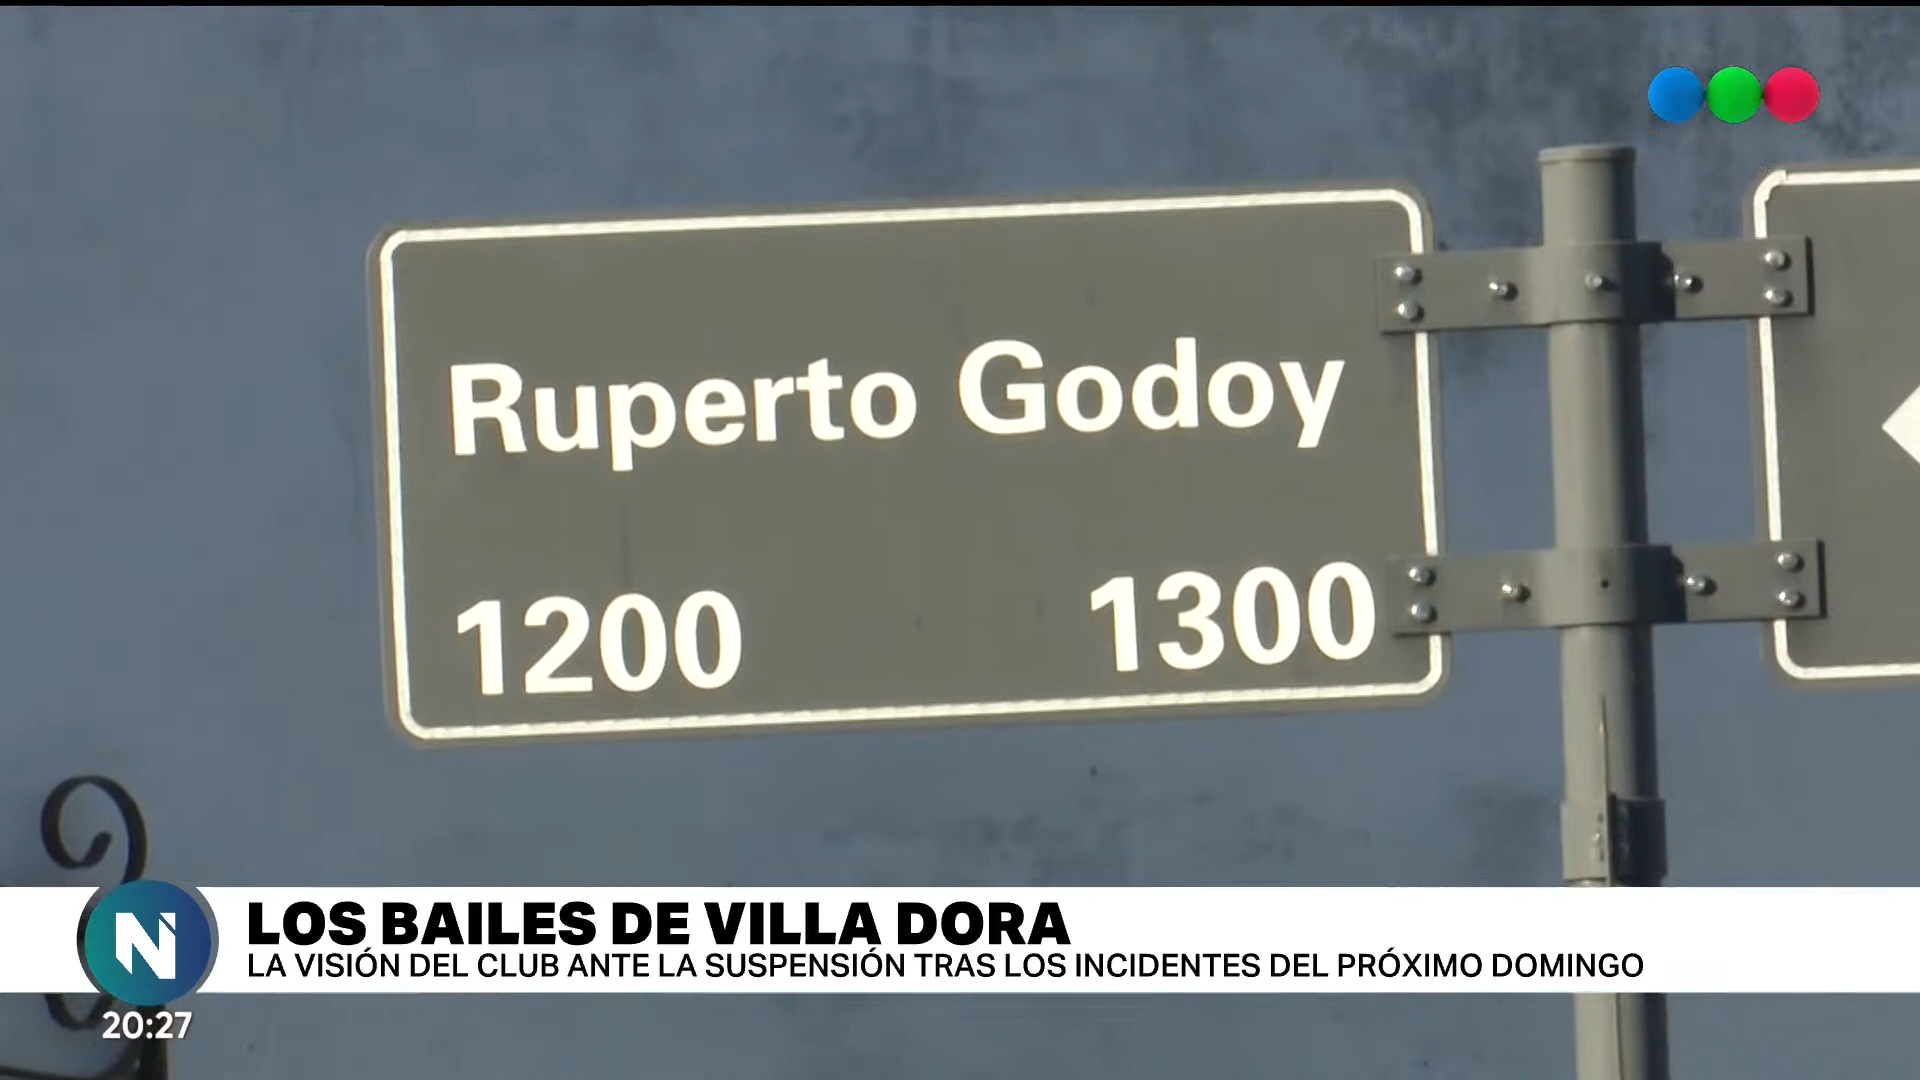 Ruperto Godoy
1200 1300
LOS BAILES DE VILLA DORA
LA VISIÓN DEL CLUB ANTE LA SUSPENSIÓN TRAS LOS INCIDENTES DEL PRÓXIMO DOMINGO
N
20:27